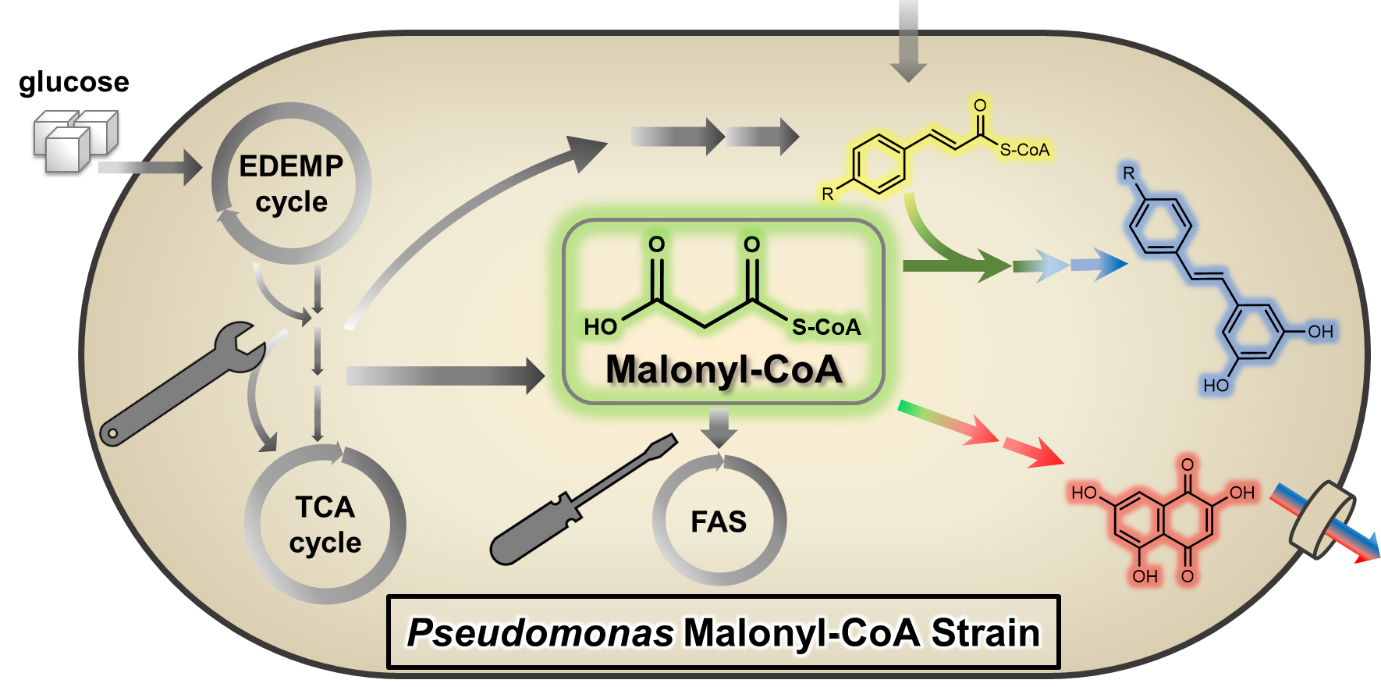 glucose
EDEMP
cycle
O
S-CoA
R
R
O
O
HO
S-CoA
Malonyl-CoA
OH
HO
TCA
cycle
FAS
O
HO
OH
OH
O
Pseudomonas Malonyl-CoA Strain